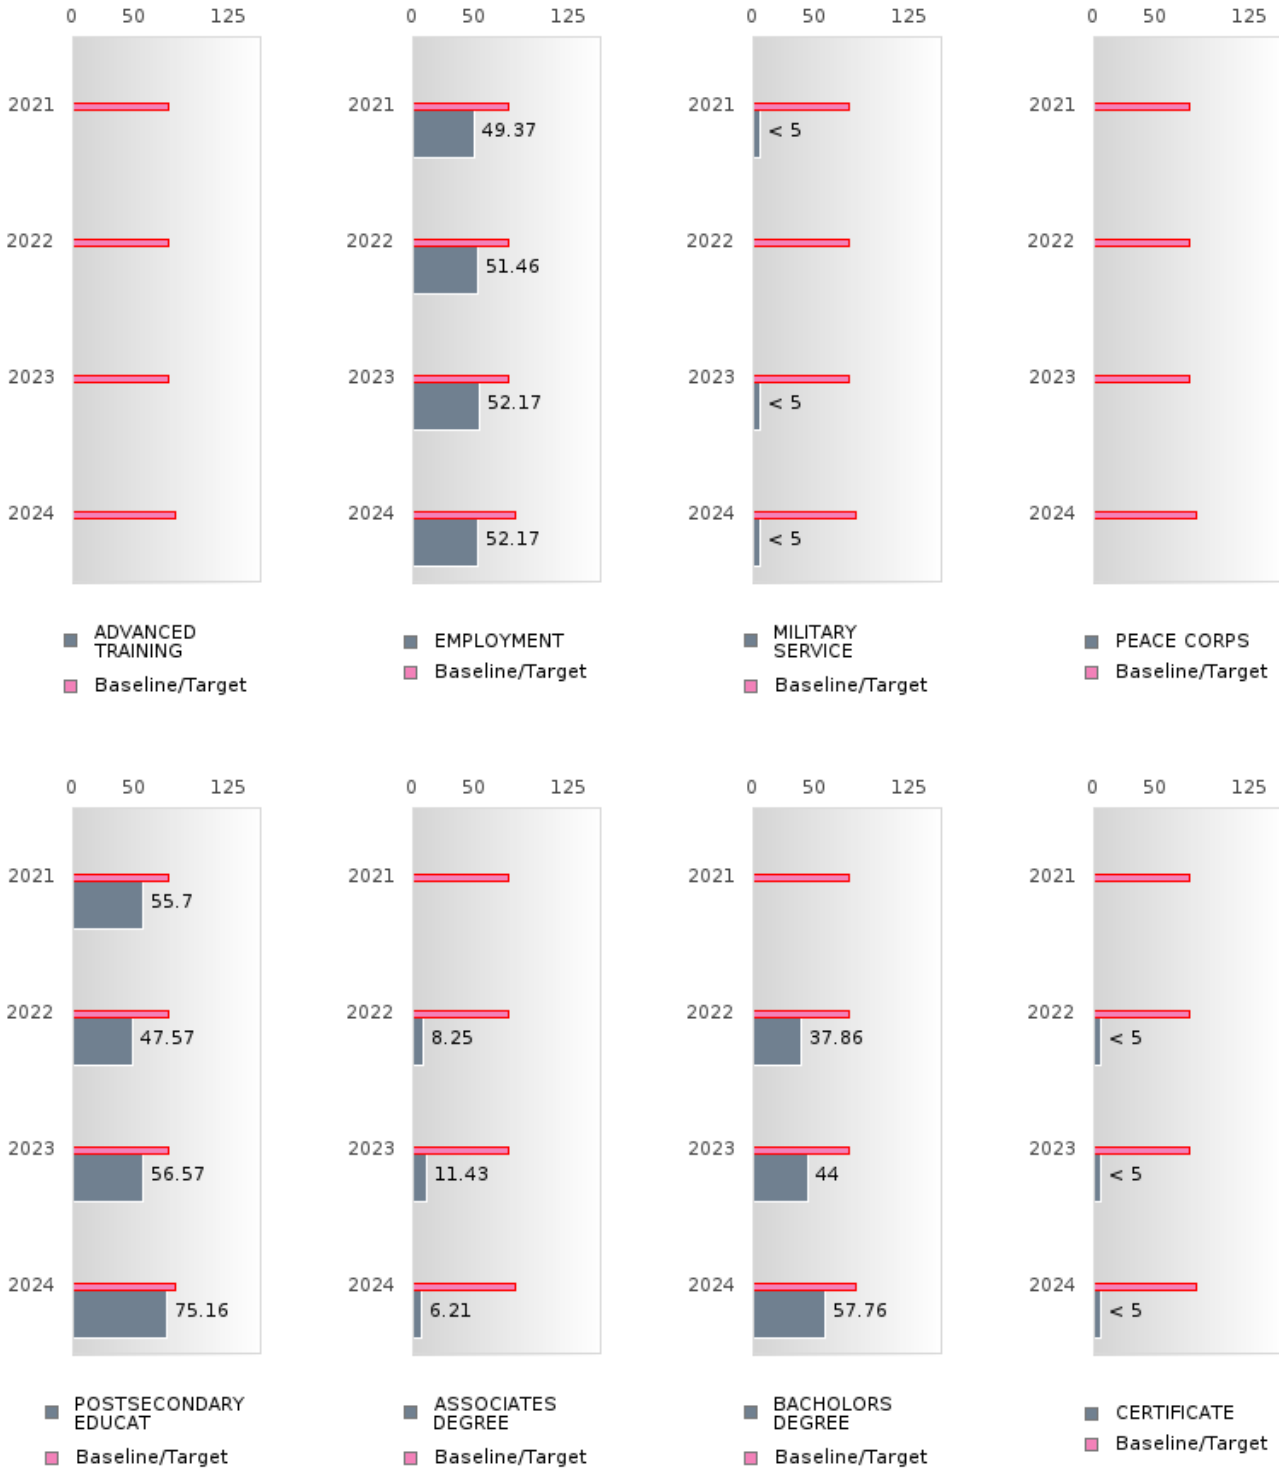 0 50 125
0 50 125
0 50 125
0 50 125
2021
2021 49.37
2021 < 5
2021
2022
2022 51.46
2022
2022
2023
2023 52.17
2023 < 5
2023
2024
2024 52.17
2024 < 5
2024
ADVANCED
TRAINING
Baseline/Target
EMPLOYMENT
Baseline/Target
MILITARY
SERVICE
Baseline/Target
PEACE CORPS
Baseline/Target
0 50 125
0 50 125
0 50 125
0 50 125
2021 55.7
2021
2021
2021
2022 47.57
2022 8.25
2022 37.86
2022 < 5
2023 56.57
2023 11.43
2023 44
2023 < 5
2024 75.16
2024 6.21
2024 57.76
2024 < 5
POSTSECONDARY
EDUCAT
Baseline/Target
ASSOCIATES
DEGREE
Baseline/Target
BACHOLORS
DEGREE
Baseline/Target
CERTIFICATE
Baseline/Target